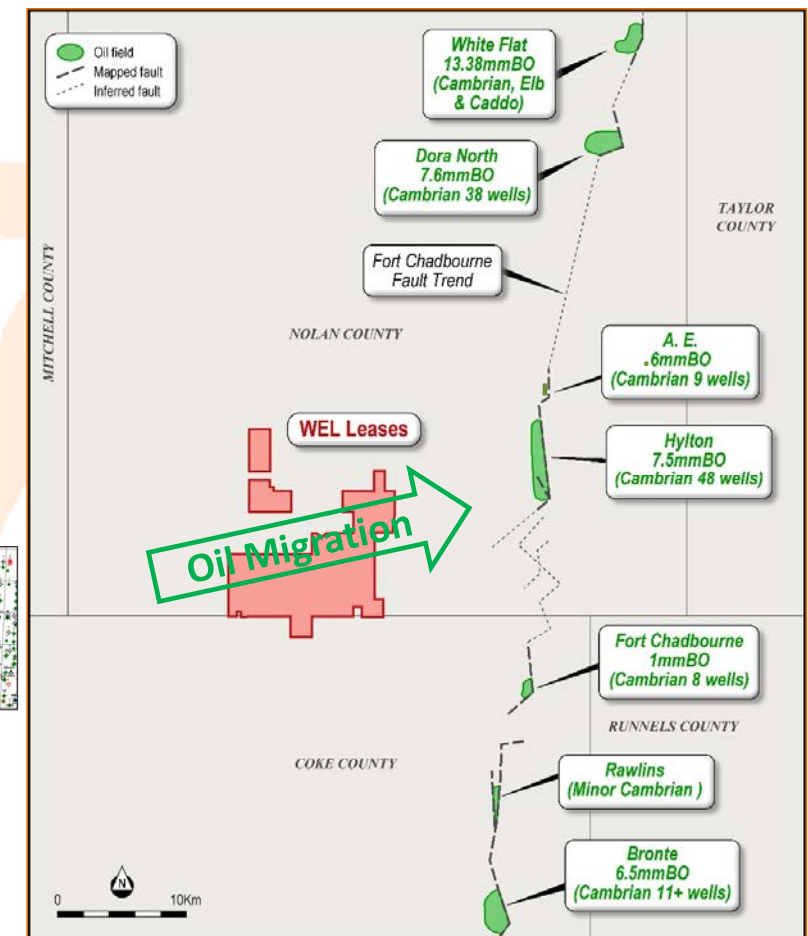 Oil field
Mapped fault
Inferred fault
White Flat
13.38mmBO
(Cambrian, Elb
& Caddo)
Dora North
7.6mmBO
(Cambrian 38 wells)
TAYLOR
COUNTY
Fort Chadbourne
Fault Trend
MITCHELL COUNTY
NOLAN COUNTY
A. E.
.6mmBO
(Cambrian 9 wells)
WEL Leases
Hylton
7.5mmBO
(Cambrian 48 wells)
Oil Migration
Fort Chadbourne
1mmBO
(Cambrian 8 wells)
RUNNELS COUNTY
COKE COUNTY
Rawlins
(Minor Cambrian )
Bronte
6.5mmBO
(Cambrian 11+ wells)
N
0 10Km